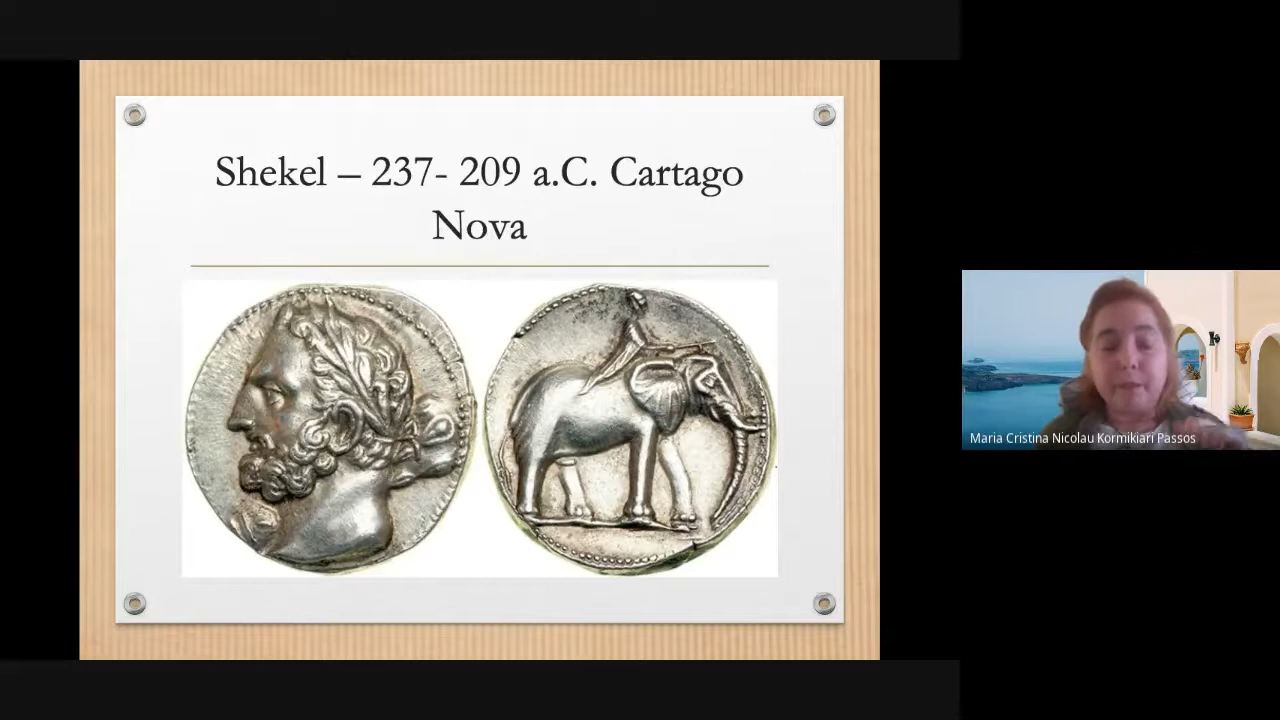 Shekel – 237- 209 a.C. Cartago
Nova
Maria Cristina Nicolau Kormikiari Passos